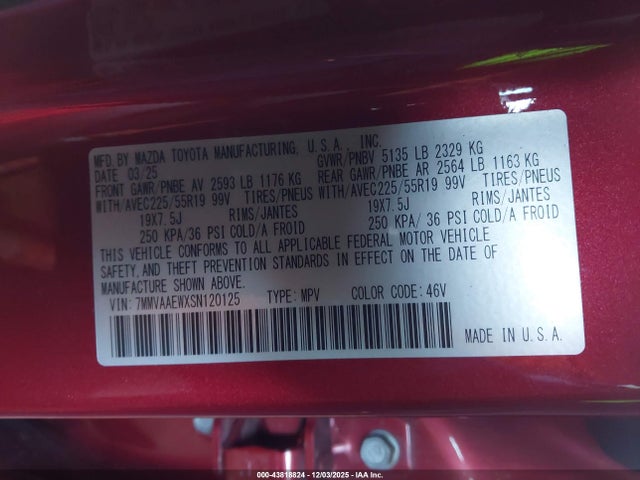 MFD.BY MAZDA TOYOTA MANUFACTURING, U.S.A., INC.
DATE 03/25 GVWR/PNBV 5135 LB 2329 KG
FRONT GAWR/PNBE AV 2593 LB 1176 KG REAR GAWR/PNBE AR 2564 LB 1163 KG
WITH/AVEC225/55R19 99V TIRES/PNEUS WITH/AVEC225/55R19 99V TIRES/PNEUS
19X7.5J RIMS/JANTES 19X7.5J RIMS/JANTES
250 KPA/ 36 PSI COLD/A FROID 250 KPA/ 36 PSI COLD/A FROID
THIS VEHICLE CONFORMS TO ALL APPLICABLE FEDERAL MOTOR VEHICLE
SAFETY,AND THEFT PREVENTION STANDARDS IN EFFECT ON THE DATE OF
MANUFACTURE SHOWN ABOVE.
VIN: 7MMVAAEWXSN120125 TYPE:MPV COLOR CODE:46V
MADE IN U.S.A.
000-43818824 12/03/2025 IAA Inc.